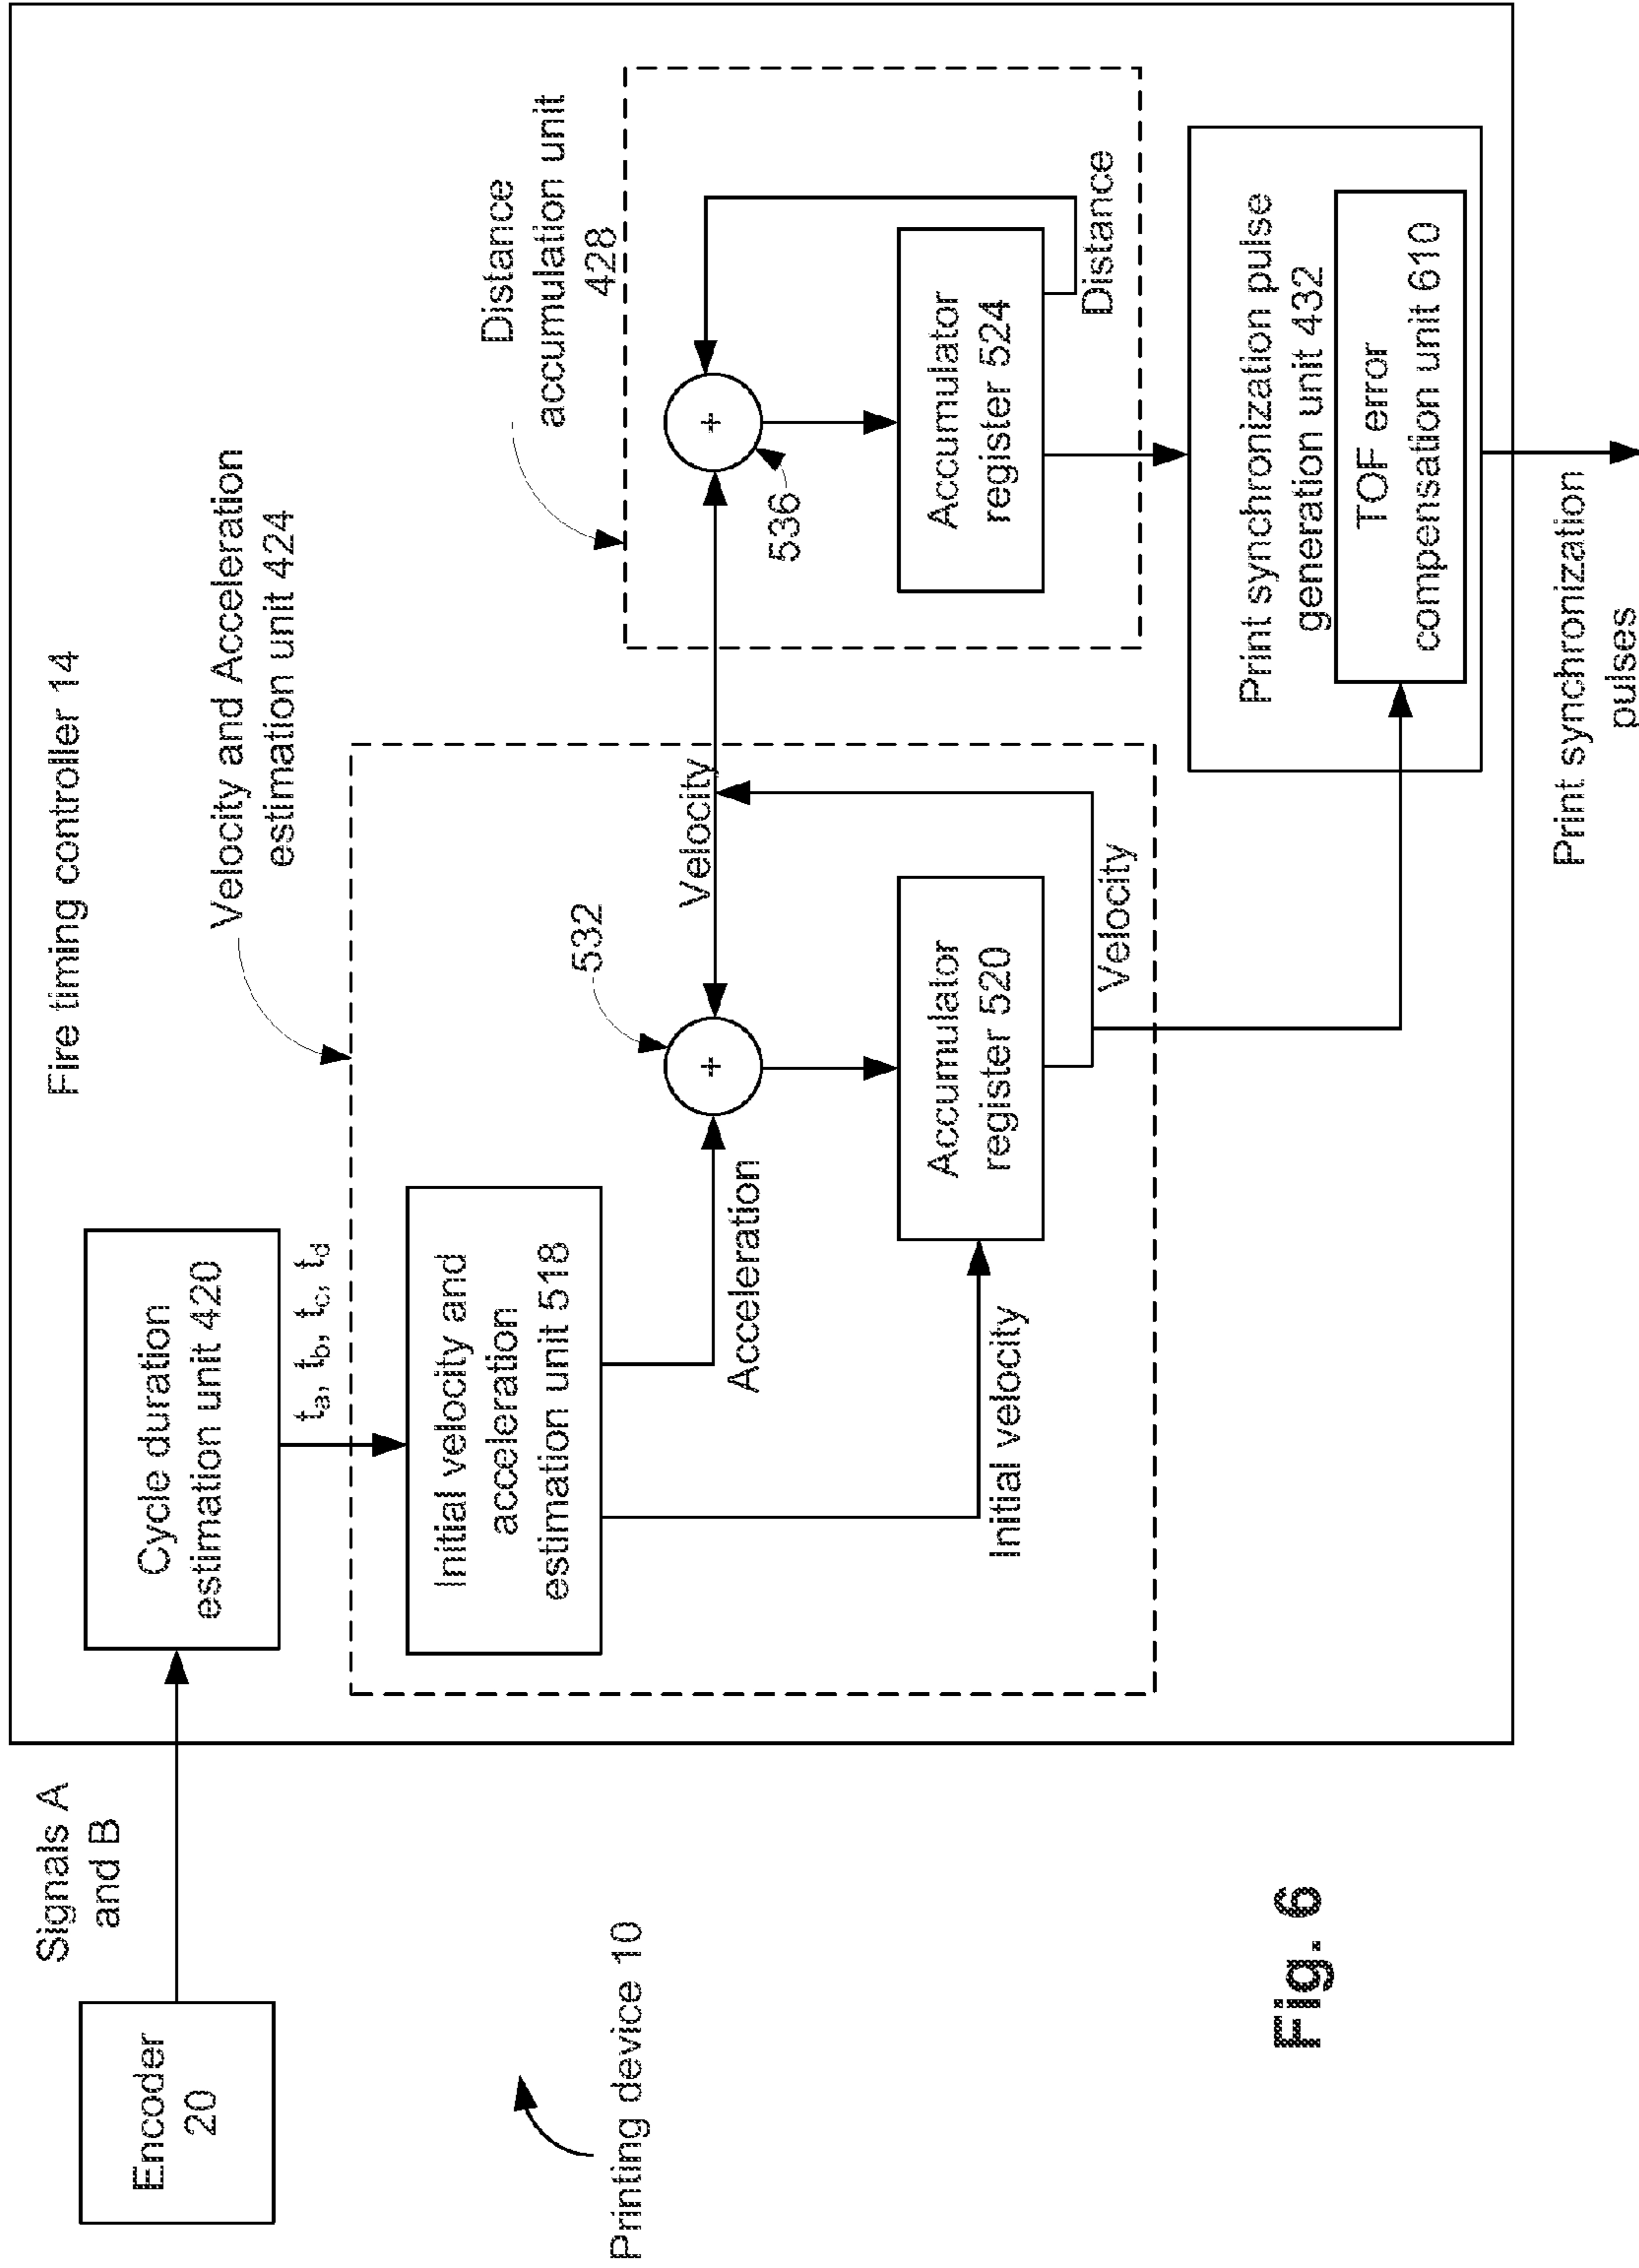 Printing device 10
Encoder
20
Signals A
and B
Fire timing controller 14
Cycle duration
estimation unit 420
tₐ, t_b, t_c, t_d
Velocity and Acceleration
estimation unit 424
Initial velocity and
acceleration
estimation unit 518
Acceleration
Initial velocity
532
+
Velocity
Accumulator
register 520
Velocity
Distance
accumulation unit
428
+
536
Accumulator
register 524
Distance
Print synchronization pulse
generation unit 432
TOF error
compensation unit 610
Print synchronization
pulses
Fig. 6